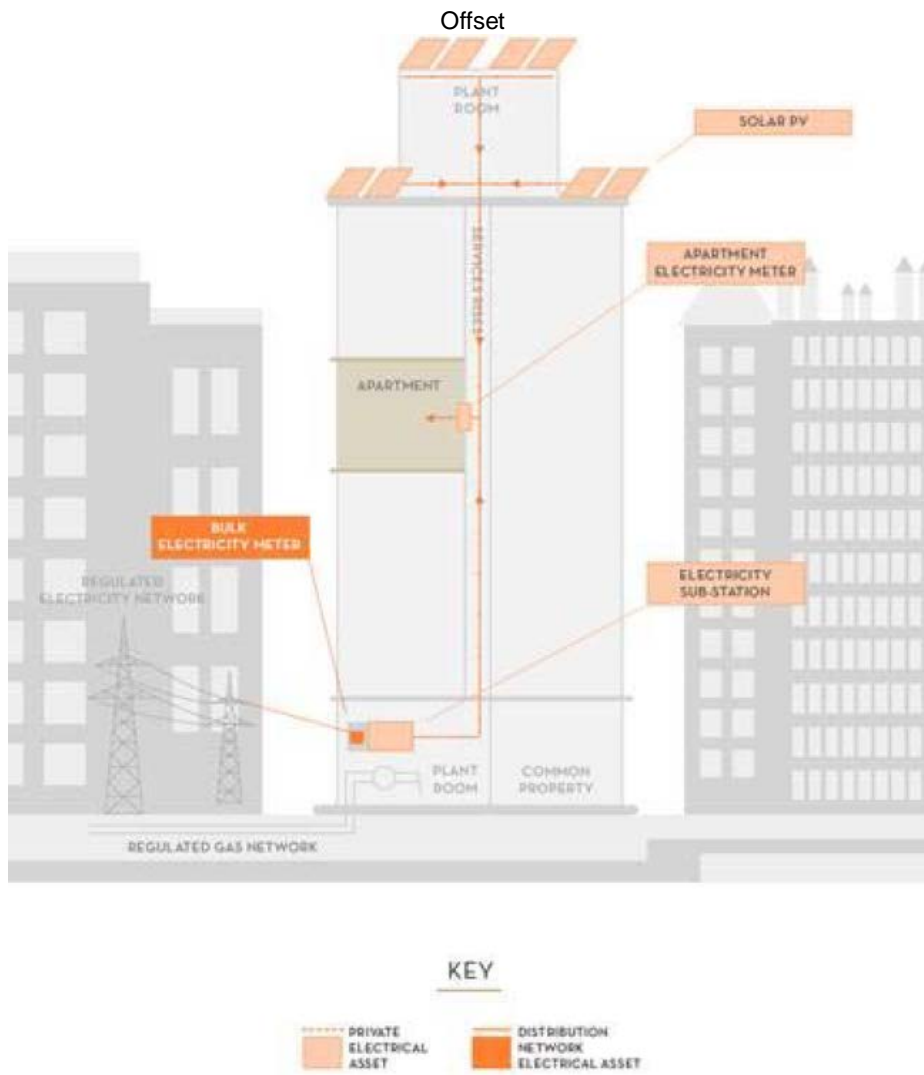 Offset
PLANT
ROOM
SOLAR PV
SERVICES RISER
APARTMENT
ELECTRICITY METER
APARTMENT
BULK
ELECTRICITY METER
REGULATED
ELECTRICITY NETWORK
ELECTRICITY
SUB-STATION
PLANT
ROOM
COMMON
PROPERTY
REGULATED GAS NETWORK
KEY
PRIVATE
ELECTRICAL
ASSET
DISTRIBUTION
NETWORK
ELECTRICAL ASSET